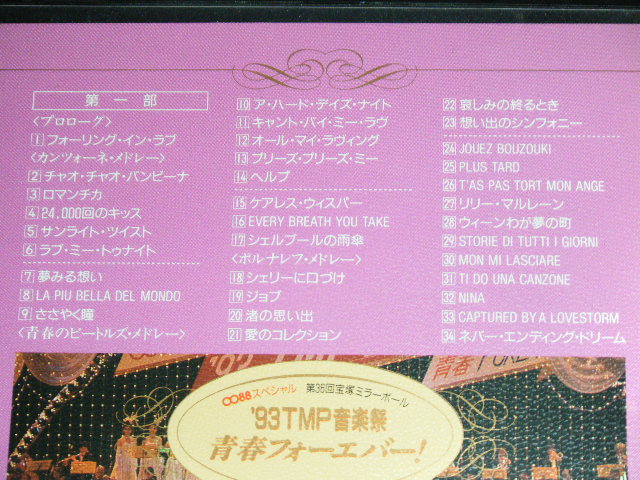 第一部
〈プロローグ〉
1 フォーリング・イン・ラブ
〈カンツォーネ・メドレー〉
2 チャオ・チャオ・バンビーナ
3 ロマンチカ
4 24,000回のキッス
5 サンライト・ツイスト
6 ラブ・ミー・トゥナイト
7 夢みる想い
8 LA PIU BELLA DEL MONDO
9 ささやく瞳
〈青春のビートルズ・メドレー〉
10 ア・ハード・デイズ・ナイト
11 キャント・バイ・ミー・ラヴ
12 オール・マイ・ラヴィング
13 プリーズ・プリーズ・ミー
14 ヘルプ
15 ケアレス・ウィスパー
16 EVERY BREATH YOU TAKE
17 シェルブールの雨傘
〈ポルナレフ・メドレー〉
18 シェリーに口づけ
19 ジョブ
20 渚の思い出
21 愛のコレクション
22 哀しみの終るとき
23 想い出のシンフォニー
24 JOUEZ BOUZOUKI
25 PLUS TARD
26 T'AS PAS TORT MON ANGE
27 リリー・マルレーン
28 ウィーンわが夢の町
29 STORIE DI TUTTI I GIORNI
30 MON MI LASCIARE
31 TI DO UNA CANZONE
32 NINA
33 CAPTURED BY A LOVESTORM
34 ネバー・エンディング・ドリーム
'93 TMP
青春フォ
OO88スペシャル 第36回宝塚ミラーボール
'93TMP音楽祭
青春フォーエバー!